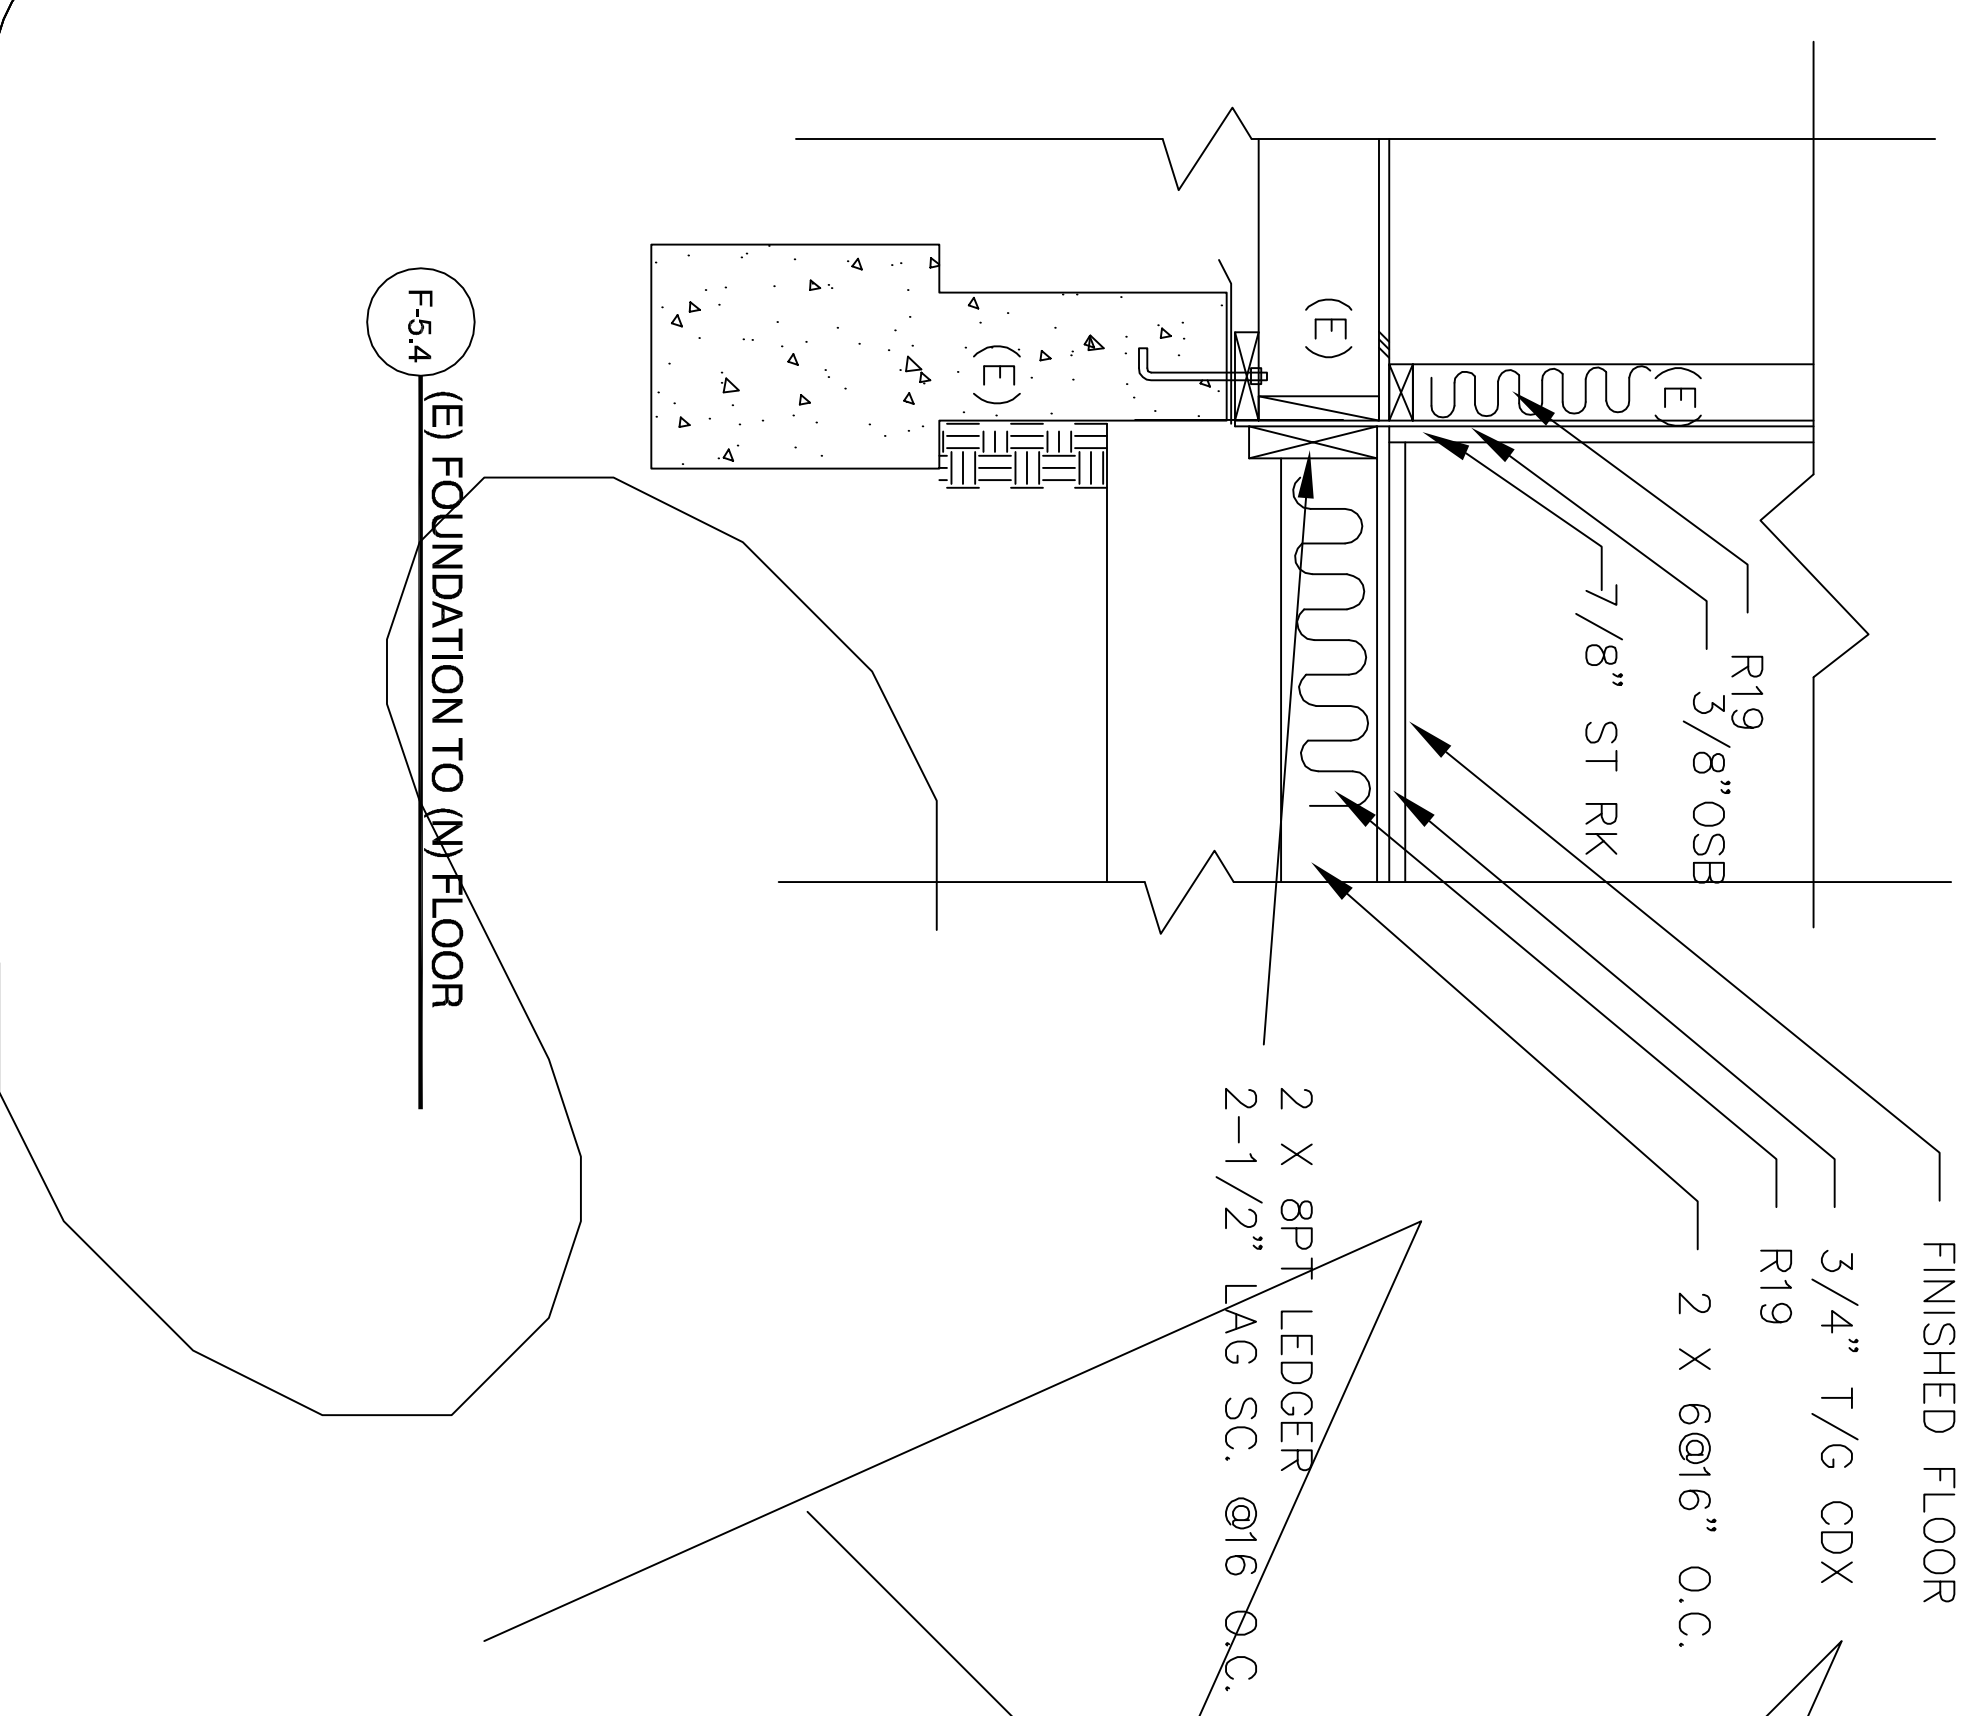 (E)
R19
3/8" OSB
7/8" ST RK
(E)
(E)
FINISHED FLOOR
3/4" T/G CDX
R19
2 X 6@16" O.C.
2 X 8PT LEDGER
2-1/2" LAG SC. @16 O.C.
F-5.4
(E) FOUNDATION TO (N) FLOOR